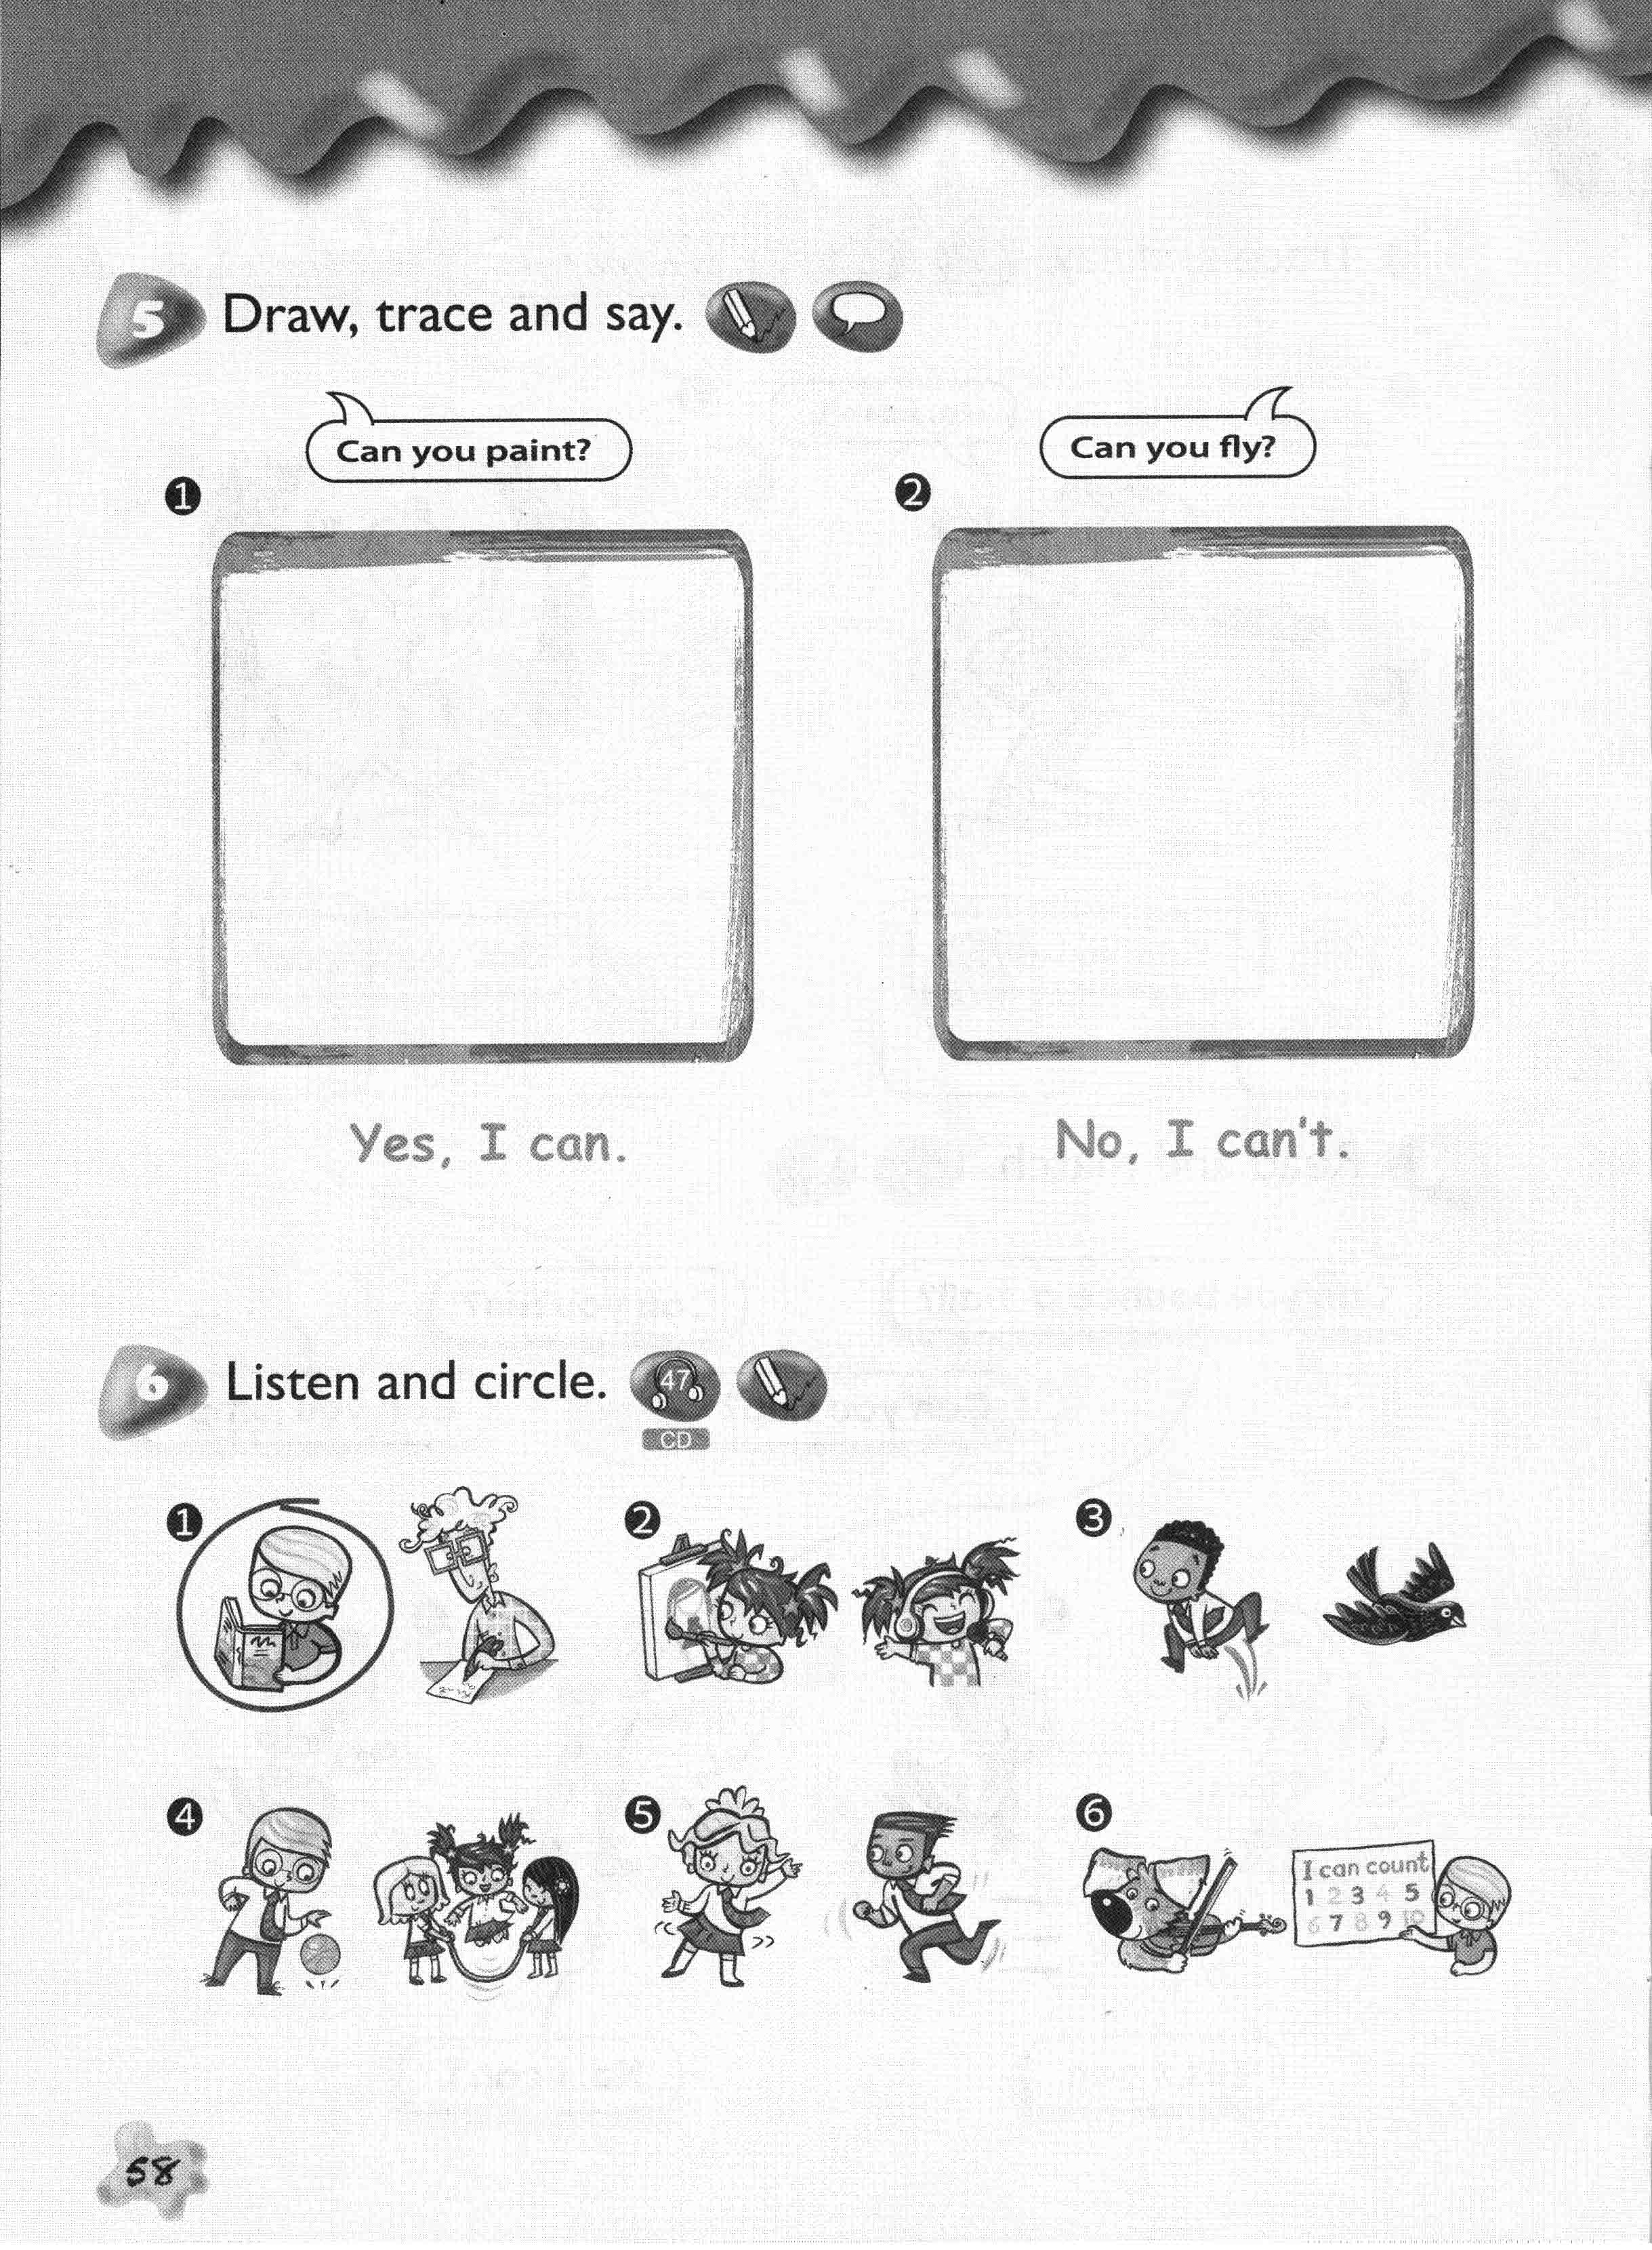 5 Draw, trace and say.
Can you paint?
Can you fly?
1
2
Yes, I can.
No, I can't.
6 Listen and circle. 47
CD
1
2
3
4
5
6
I can count
1 2 3 4 5
6 7 8 9 10
58